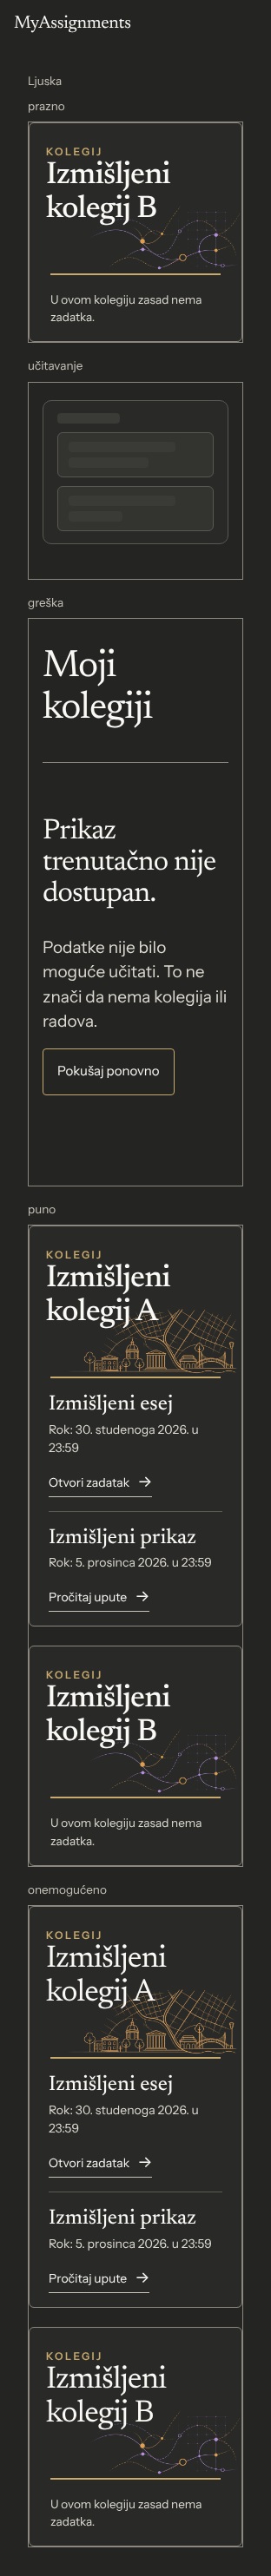 MyAssignments
Ljuska
prazno
KOLEGIJ
Izmišljeni
kolegij B
U ovom kolegiju zasad nema
zadatka.
učitavanje
greška
Moji
kolegiji
Prikaz
trenutačno nije
dostupan.
Podatke nije bilo
moguće učitati. To ne
znači da nema kolegija ili
radova.
Pokušaj ponovno
puno
KOLEGIJ
Izmišljeni
kolegij A
Izmišljeni esej
Rok: 30. studenoga 2026. u
23:59
Otvori zadatak →
Izmišljeni prikaz
Rok: 5. prosinca 2026. u 23:59
Pročitaj upute →
KOLEGIJ
Izmišljeni
kolegij B
U ovom kolegiju zasad nema
zadatka.
onemogućeno
KOLEGIJ
Izmišljeni
kolegij A
Izmišljeni esej
Rok: 30. studenoga 2026. u
23:59
Otvori zadatak →
Izmišljeni prikaz
Rok: 5. prosinca 2026. u 23:59
Pročitaj upute →
KOLEGIJ
Izmišljeni
kolegij B
U ovom kolegiju zasad nema
zadatka.